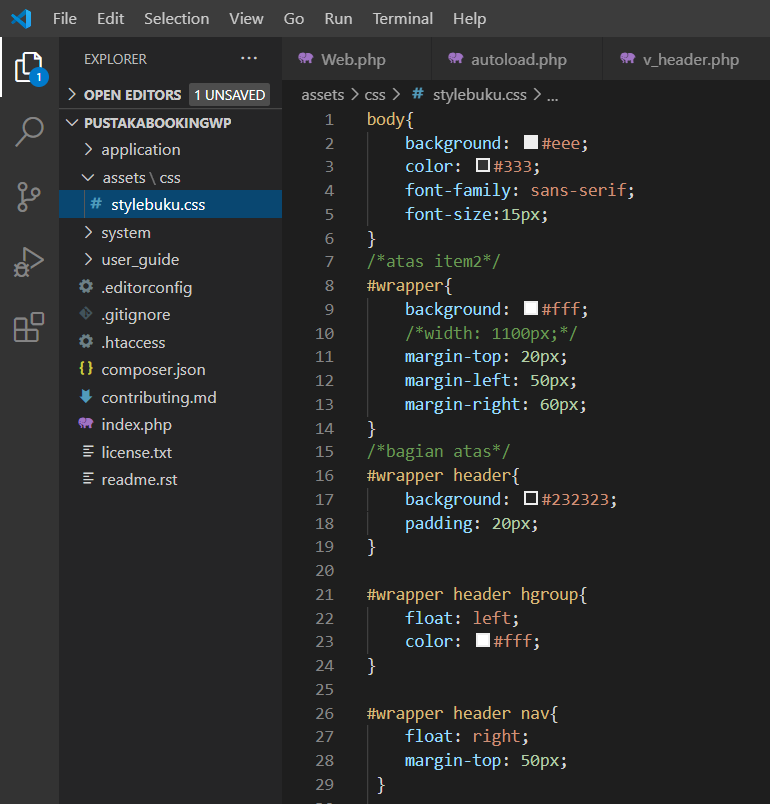 File Edit Selection View Go Run Terminal Help
EXPLORER ...
Web.php autoload.php v_header.php
1
OPEN EDITORS 1 UNSAVED
PUSTAKABOOKINGWP
application
assets \ css
# stylebuku.css
system
user_guide
.editorconfig
.gitignore
.htaccess
{} composer.json
contributing.md
index.php
license.txt
readme.rst
assets > css > # stylebuku.css > ...
1 body{
2 background: #eee;
3 color: #333;
4 font-family: sans-serif;
5 font-size:15px;
6 }
7 /*atas item2*/
8 #wrapper{
9 background: #fff;
10 /*width: 1100px;*/
11 margin-top: 20px;
12 margin-left: 50px;
13 margin-right: 60px;
14 }
15 /*bagian atas*/
16 #wrapper header{
17 background: #232323;
18 padding: 20px;
19 }
20
21 #wrapper header hgroup{
22 float: left;
23 color: #fff;
24 }
25
26 #wrapper header nav{
27 float: right;
28 margin-top: 50px;
29 }